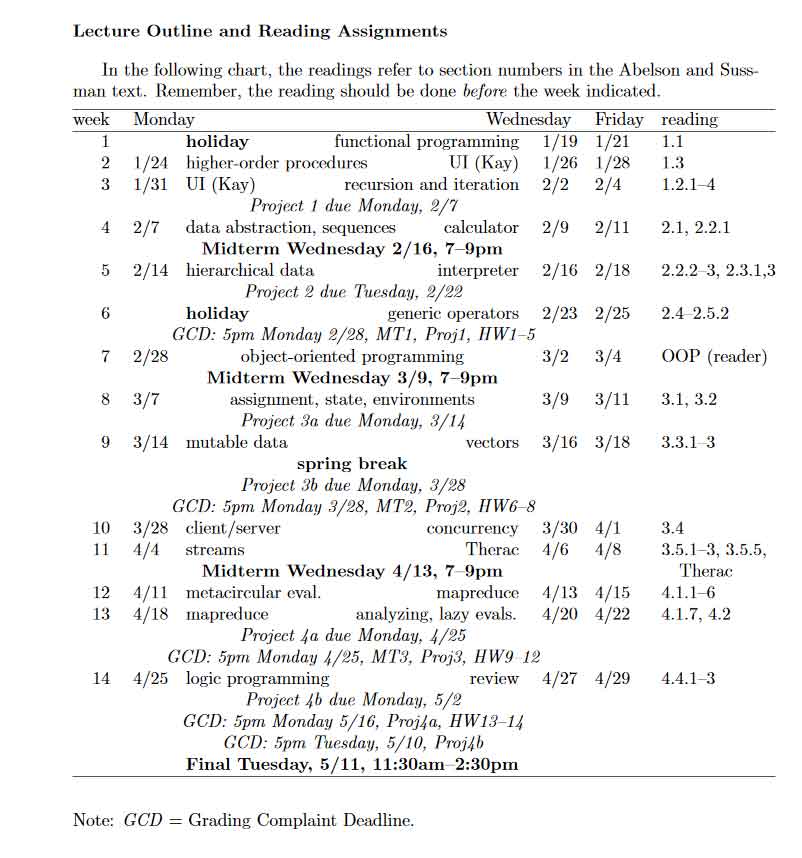 Lecture Outline and Reading Assignments
In the following chart, the readings refer to section numbers in the Abelson and Suss-
man text. Remember, the reading should be done before the week indicated.
week Monday Wednesday Friday reading
1 holiday functional programming 1/19 1/21 1.1
2 1/24 higher-order procedures UI (Kay) 1/26 1/28 1.3
3 1/31 UI (Kay) recursion and iteration 2/2 2/4 1.2.1–4
Project 1 due Monday, 2/7
4 2/7 data abstraction, sequences calculator 2/9 2/11 2.1, 2.2.1
Midterm Wednesday 2/16, 7–9pm
5 2/14 hierarchical data interpreter 2/16 2/18 2.2.2–3, 2.3.1,3
Project 2 due Tuesday, 2/22
6 holiday generic operators 2/23 2/25 2.4–2.5.2
GCD: 5pm Monday 2/28, MT1, Proj1, HW1–5
7 2/28 object-oriented programming 3/2 3/4 OOP (reader)
Midterm Wednesday 3/9, 7–9pm
8 3/7 assignment, state, environments 3/9 3/11 3.1, 3.2
Project 3a due Monday, 3/14
9 3/14 mutable data vectors 3/16 3/18 3.3.1–3
spring break
Project 3b due Monday, 3/28
GCD: 5pm Monday 3/28, MT2, Proj2, HW6–8
10 3/28 client/server concurrency 3/30 4/1 3.4
11 4/4 streams Therac 4/6 4/8 3.5.1–3, 3.5.5,
Midterm Wednesday 4/13, 7–9pm Therac
12 4/11 metacircular eval. mapreduce 4/13 4/15 4.1.1–6
13 4/18 mapreduce analyzing, lazy evals. 4/20 4/22 4.1.7, 4.2
Project 4a due Monday, 4/25
GCD: 5pm Monday 4/25, MT3, Proj3, HW9–12
14 4/25 logic programming review 4/27 4/29 4.4.1–3
Project 4b due Monday, 5/2
GCD: 5pm Monday 5/16, Proj4a, HW13–14
GCD: 5pm Tuesday, 5/10, Proj4b
Final Tuesday, 5/11, 11:30am–2:30pm
Note: GCD = Grading Complaint Deadline.